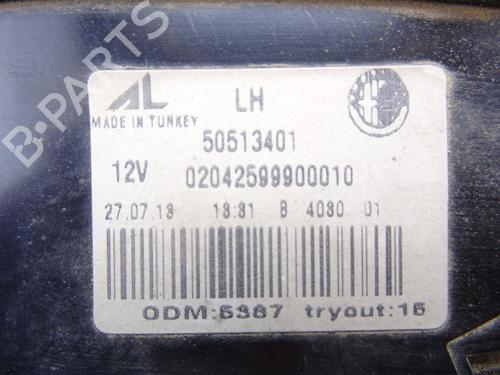 B-PARTS
AL LH
MADE IN TURKEY 50513401
12V 02042599900010
27.07.13 13:31 B 4080 01
ODM:5387 tryout:15